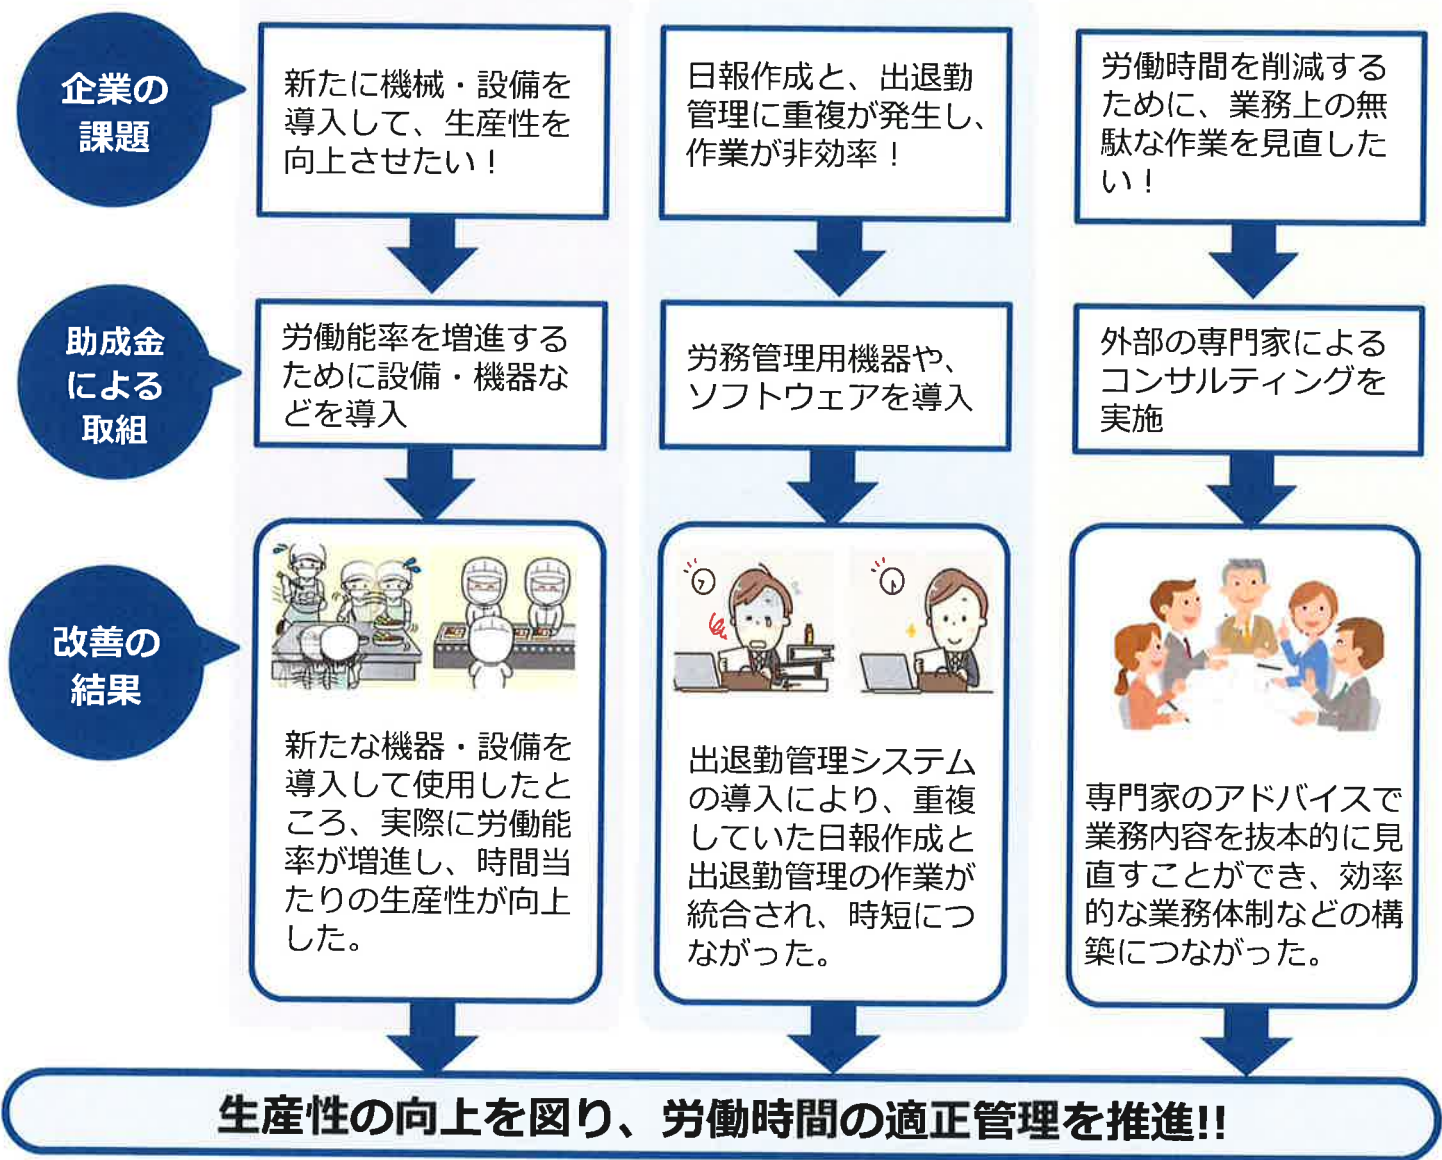 企業の
課題
新たに機械・設備を
導入して、生産性を
向上させたい！
日報作成と、出退勤
管理に重複が発生し、
作業が非効率！
労働時間を削減する
ために、業務上の無
駄な作業を見直した
い！
助成金
による
取組
労働能率を増進する
ために設備・機器な
どを導入
労務管理用機器や、
ソフトウェアを導入
外部の専門家による
コンサルティングを
実施
改善の
結果
新たな機器・設備を
導入して使用したと
ころ、実際に労働能
率が増進し、時間当
たりの生産性が向上
した。
出退勤管理システム
の導入により、重複
していた日報作成と
出退勤管理の作業が
統合され、時短につ
ながった。
専門家のアドバイスで
業務内容を抜本的に見
直すことができ、効率
的な業務体制などの構
築につながった。
生産性の向上を図り、労働時間の適正管理を推進!!